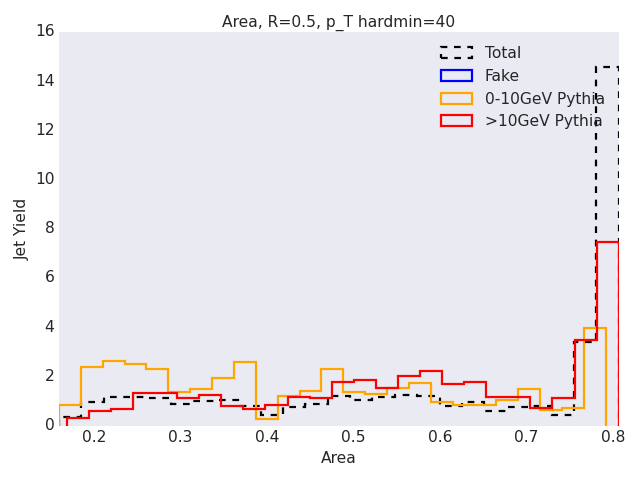 Area, R=0.5, p_T hardmin=40
16
14
12
10
8
6
4
2
0
Jet Yield
Total
Fake
0-10GeV Pythia
>10GeV Pythia
0.2 0.3 0.4 0.5 0.6 0.7 0.8
Area